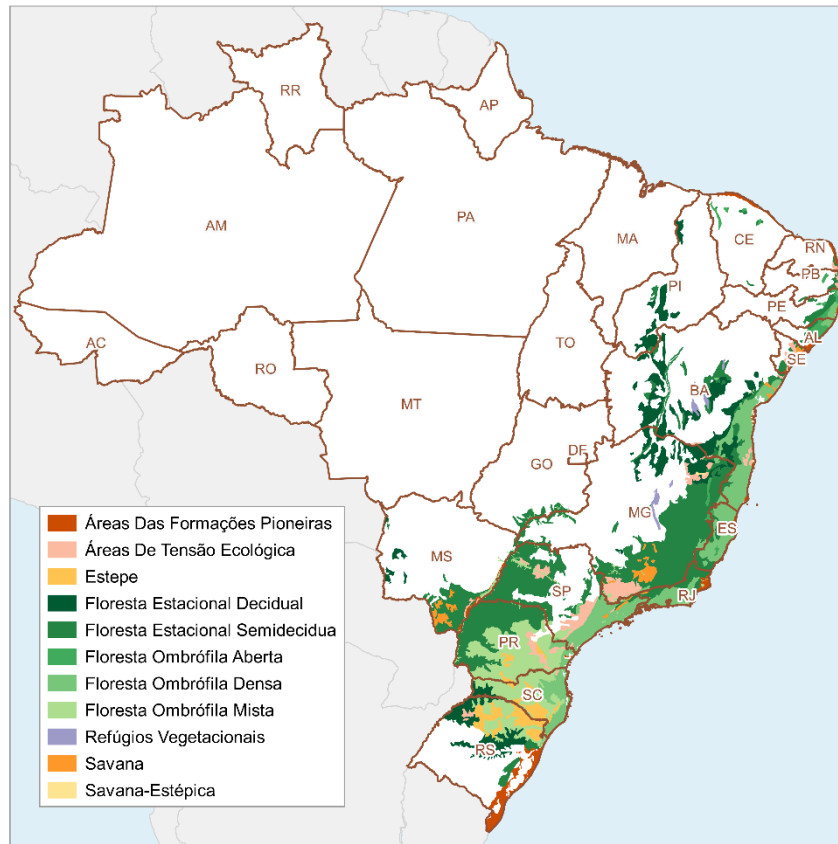 RR
AP
AM
PA
MA
CE
RN
PB
PI
PE
AL
AC
TO
SE
RO
BA
MT
DF
GO
MG
ES
MS
SP
RJ
PR
SC
RS
Áreas Das Formações Pioneiras
Áreas De Tensão Ecológica
Estepe
Floresta Estacional Decidual
Floresta Estacional Semidecidua
Floresta Ombrófila Aberta
Floresta Ombrófila Densa
Floresta Ombrófila Mista
Refúgios Vegetacionais
Savana
Savana-Estépica